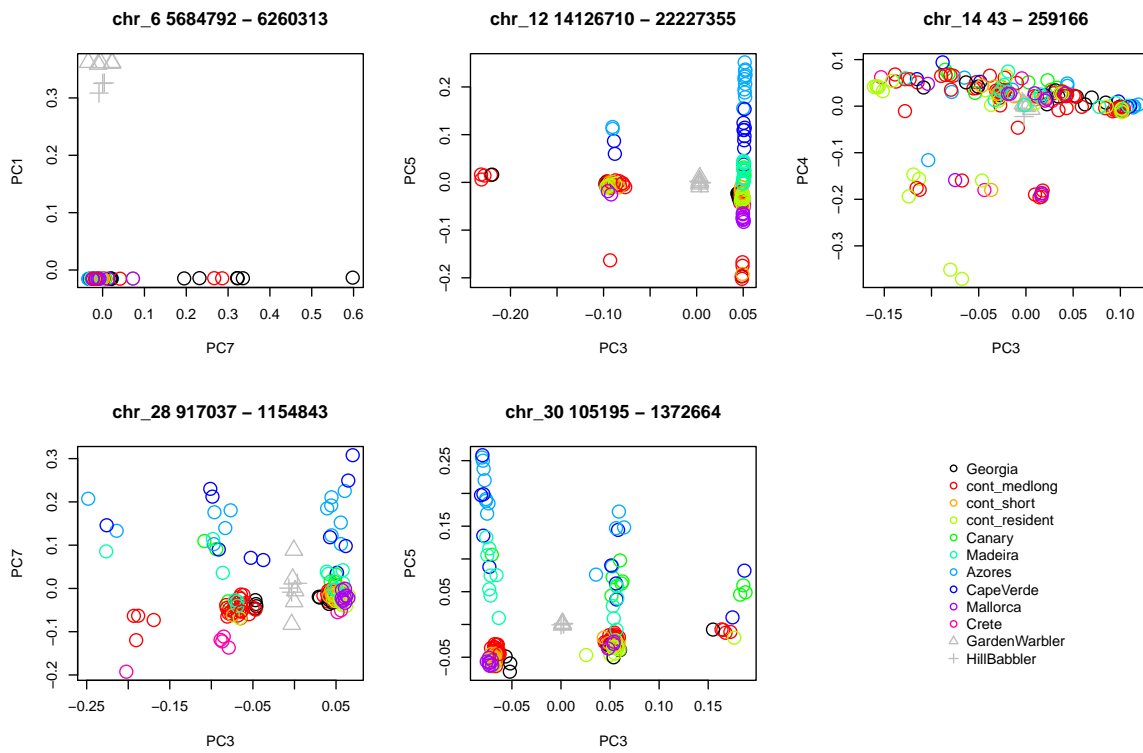 chr_6 5684792 − 6260313
PC1
0.0 0.1 0.2 0.3
0.0 0.1 0.2 0.3 0.4 0.5 0.6
PC7
chr_12 14126710 − 22227355
PC5
−0.2 −0.1 0.0 0.1 0.2
−0.20 −0.10 0.00 0.05
PC3
chr_14 43 − 259166
PC4
−0.3 −0.2 −0.1 0.0 0.1
−0.15 −0.05 0.00 0.05 0.10
PC3
chr_28 917037 − 1154843
PC7
−0.2 −0.1 0.0 0.1 0.2 0.3
−0.25 −0.15 −0.05 0.05
PC3
chr_30 105195 − 1372664
PC5
−0.05 0.05 0.15 0.25
−0.05 0.00 0.05 0.10 0.15
PC3
Georgia
cont_medlong
cont_short
cont_resident
Canary
Madeira
Azores
CapeVerde
Mallorca
Crete
GardenWarbler
HillBabbler